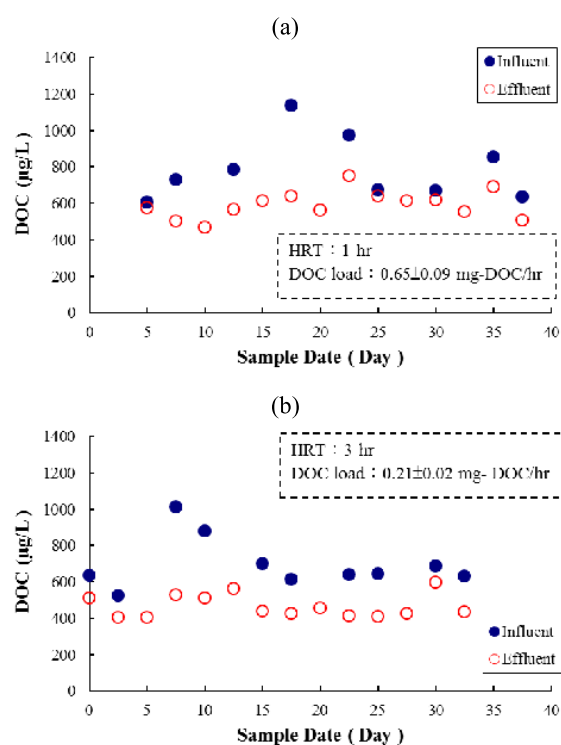 (a)
1400
1200
1000
800
600
400
200
0
DOC (µg/L)
Influent
Effluent
HRT：1 hr
DOC load：0.65±0.09 mg-DOC/hr
0 5 10 15 20 25 30 35 40
Sample Date ( Day )
(b)
1400
1200
1000
800
600
400
200
0
DOC (µg/L)
HRT：3 hr
DOC load：0.21±0.02 mg- DOC/hr
Influent
Effluent
0 5 10 15 20 25 30 35 40
Sample Date ( Day )